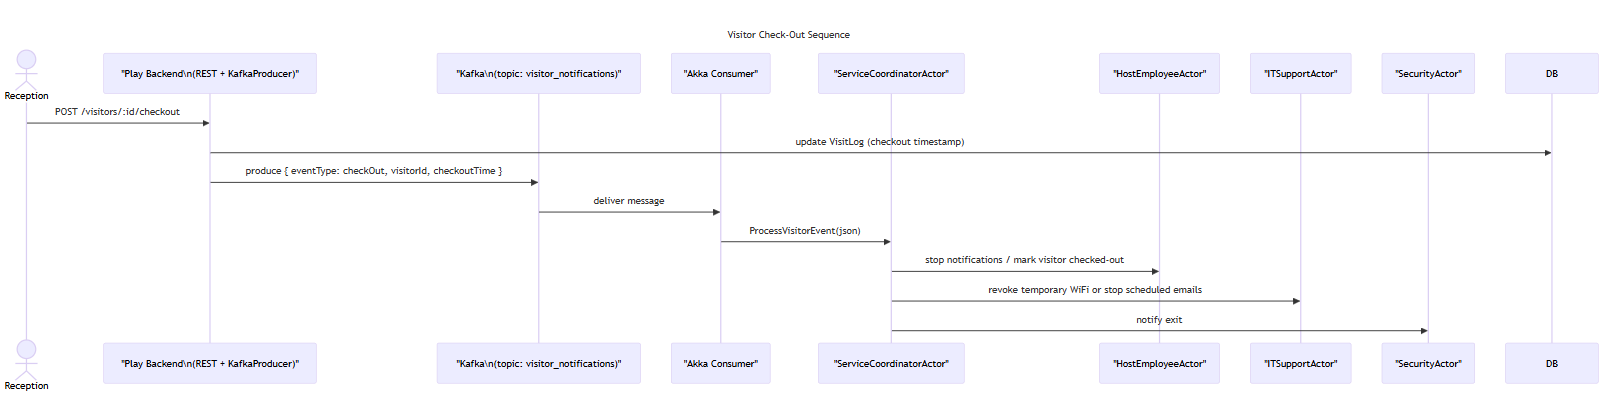 Visitor Check-Out Sequence
Reception
"Play Backend\n(REST + KafkaProducer)"
"Kafka\n(topic: visitor_notifications)"
"Akka Consumer"
"ServiceCoordinatorActor"
"HostEmployeeActor"
"ITSupportActor"
"SecurityActor"
DB
POST /visitors/:id/checkout
update VisitLog (checkout timestamp)
produce { eventType: checkOut, visitorId, checkoutTime }
deliver message
ProcessVisitorEvent(json)
stop notifications / mark visitor checked-out
revoke temporary WiFi or stop scheduled emails
notify exit
Reception
"Play Backend\n(REST + KafkaProducer)"
"Kafka\n(topic: visitor_notifications)"
"Akka Consumer"
"ServiceCoordinatorActor"
"HostEmployeeActor"
"ITSupportActor"
"SecurityActor"
DB